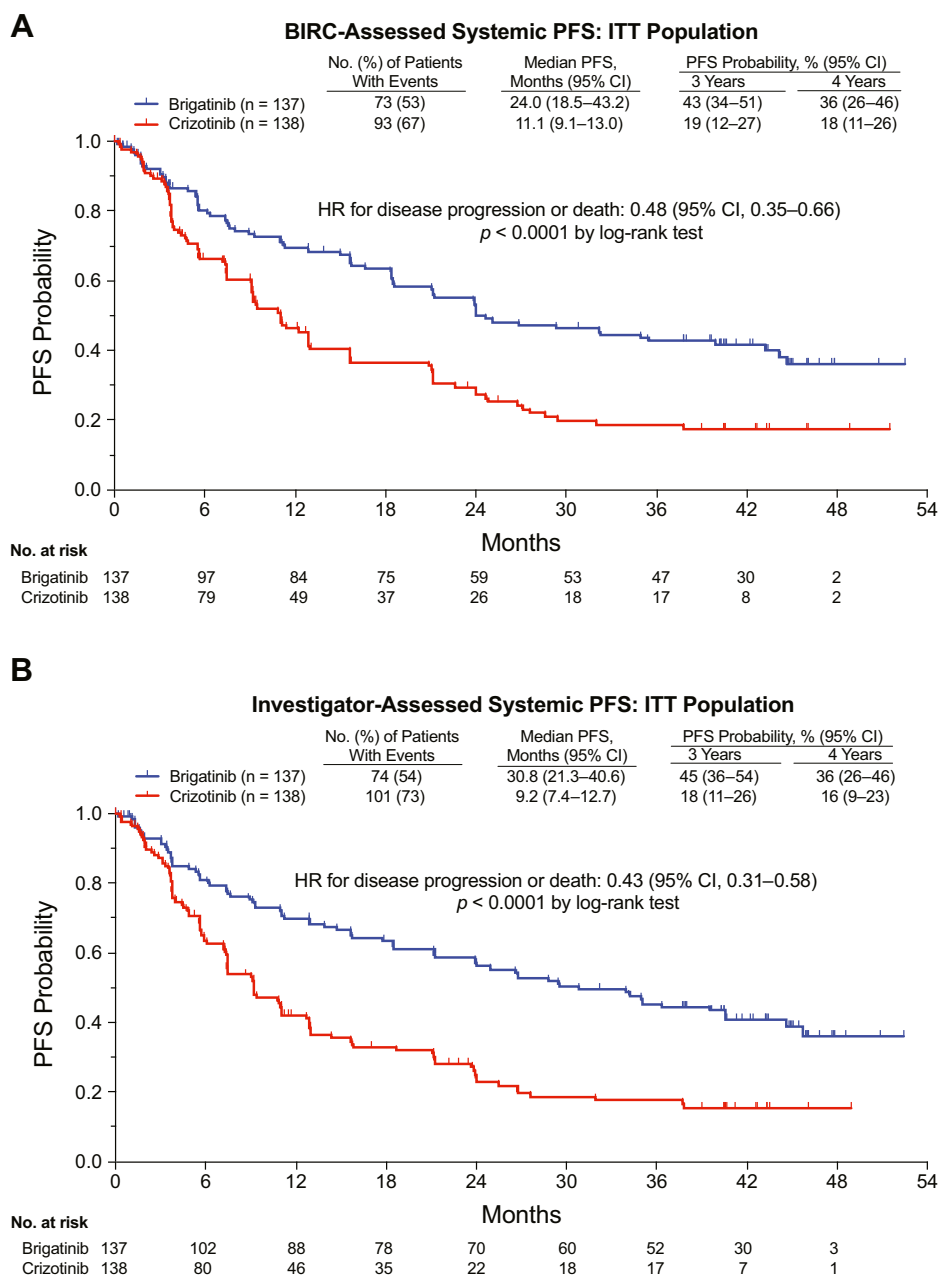 A
BIRC-Assessed Systemic PFS: ITT Population
No. (%) of Patients With Events
Median PFS, Months (95% CI)
PFS Probability, % (95% CI)
3 Years 4 Years
Brigatinib (n = 137) 73 (53) 24.0 (18.5–43.2) 43 (34–51) 36 (26–46)
Crizotinib (n = 138) 93 (67) 11.1 (9.1–13.0) 19 (12–27) 18 (11–26)
HR for disease progression or death: 0.48 (95% CI, 0.35–0.66)
p < 0.0001 by log-rank test
PFS Probability
1.0
0.8
0.6
0.4
0.2
0.0
0 6 12 18 24 30 36 42 48 54
Months
No. at risk
Brigatinib 137 97 84 75 59 53 47 30 2
Crizotinib 138 79 49 37 26 18 17 8 2
B
Investigator-Assessed Systemic PFS: ITT Population
No. (%) of Patients With Events
Median PFS, Months (95% CI)
PFS Probability, % (95% CI)
3 Years 4 Years
Brigatinib (n = 137) 74 (54) 30.8 (21.3–40.6) 45 (36–54) 36 (26–46)
Crizotinib (n = 138) 101 (73) 9.2 (7.4–12.7) 18 (11–26) 16 (9–23)
HR for disease progression or death: 0.43 (95% CI, 0.31–0.58)
p < 0.0001 by log-rank test
PFS Probability
1.0
0.8
0.6
0.4
0.2
0.0
0 6 12 18 24 30 36 42 48 54
Months
No. at risk
Brigatinib 137 102 88 78 70 60 52 30 3
Crizotinib 138 80 46 35 22 18 17 7 1